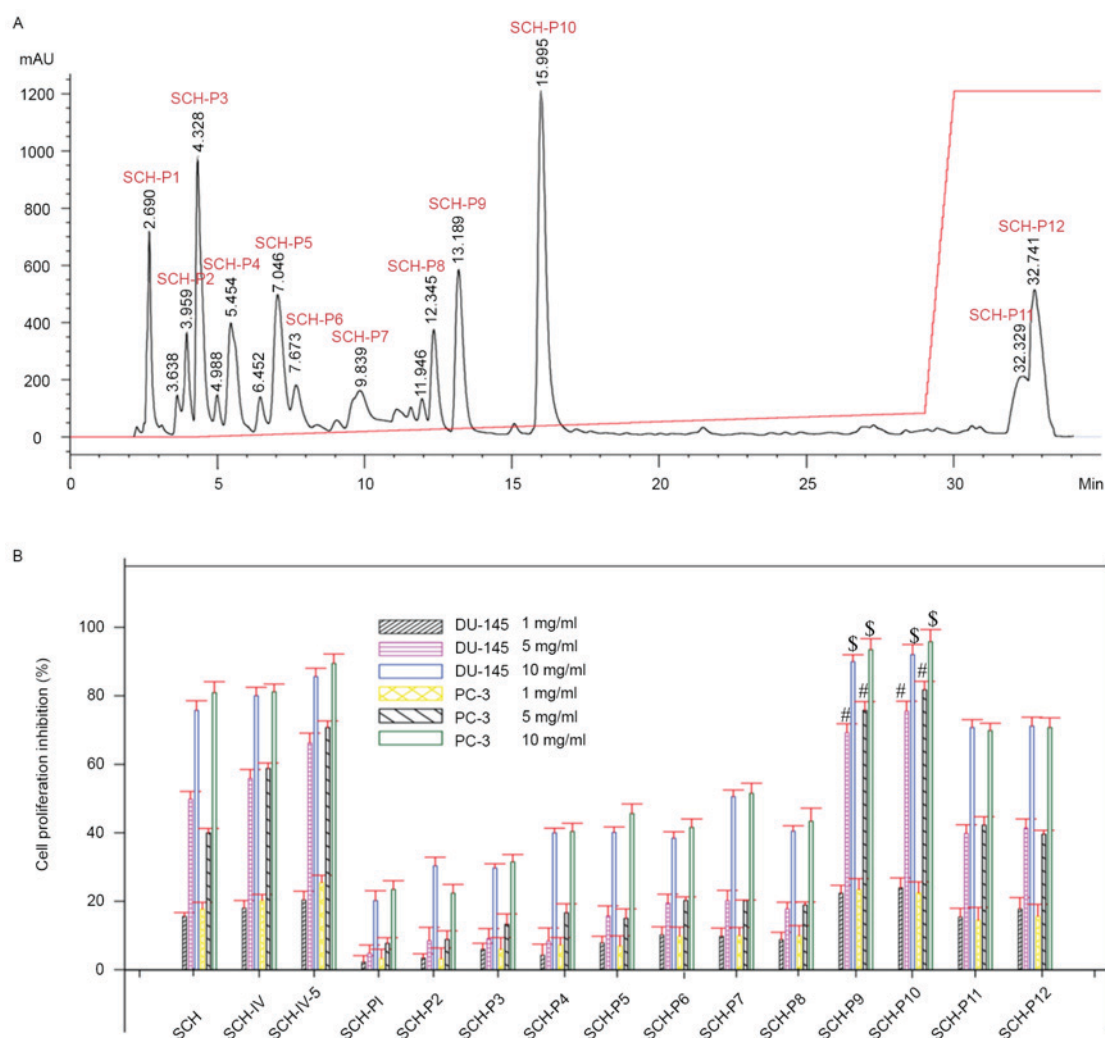 A
mAU
1200
1000
800
600
400
200
0
SCH-P1
2.690
3.638
SCH-P2
3.959
SCH-P3
4.328
4.988
SCH-P4
5.454
6.452
SCH-P5
7.046
SCH-P6
7.673
SCH-P7
9.839
11.946
SCH-P8
12.345
SCH-P9
13.189
SCH-P10
15.995
SCH-P11
32.329
SCH-P12
32.741
0 5 10 15 20 25 30 Min
B
Cell proliferation inhibition (%)
100
80
60
40
20
0
DU-145 1 mg/ml
DU-145 5 mg/ml
DU-145 10 mg/ml
PC-3 1 mg/ml
PC-3 5 mg/ml
PC-3 10 mg/ml
# $ # $
# $ # $
SCH SCH-IV SCH-IV-5 SCH-PI SCH-P2 SCH-P3 SCH-P4 SCH-P5 SCH-P6 SCH-P7 SCH-P8 SCH-P9 SCH-P10 SCH-P11 SCH-P12